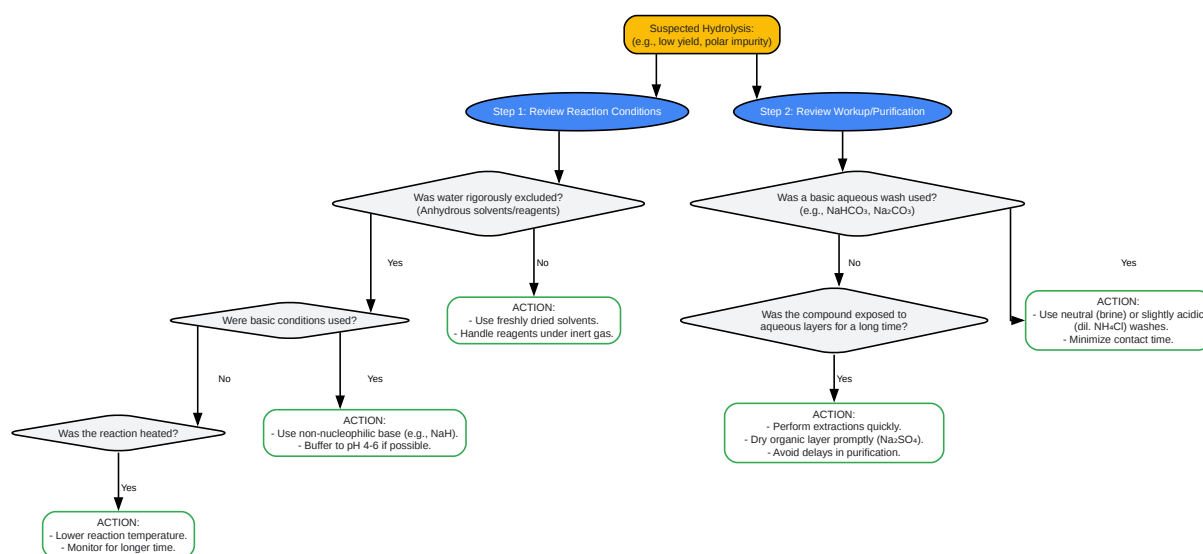 Suspected Hydrolysis:
(e.g., low yield, polar impurity)
Step 1: Review Reaction Conditions
Step 2: Review Workup/Purification
Was water rigorously excluded?
(Anhydrous solvents/reagents)
Was a basic aqueous wash used?
(e.g., NaHCO₃, Na₂CO₃)
Yes
No
No
Yes
ACTION:
- Use freshly dried solvents.
- Handle reagents under inert gas.
ACTION:
- Use neutral (brine) or slightly acidic
(dil. NH₄Cl) washes.
- Minimize contact time.
Were basic conditions used?
Was the compound exposed to
aqueous layers for a long time?
No
Yes
Yes
Was the reaction heated?
ACTION:
- Use non-nucleophilic base (e.g., NaH).
- Buffer to pH 4-6 if possible.
ACTION:
- Perform extractions quickly.
- Dry organic layer promptly (Na₂SO₄).
- Avoid delays in purification.
Yes
ACTION:
- Lower reaction temperature.
- Monitor for longer time.